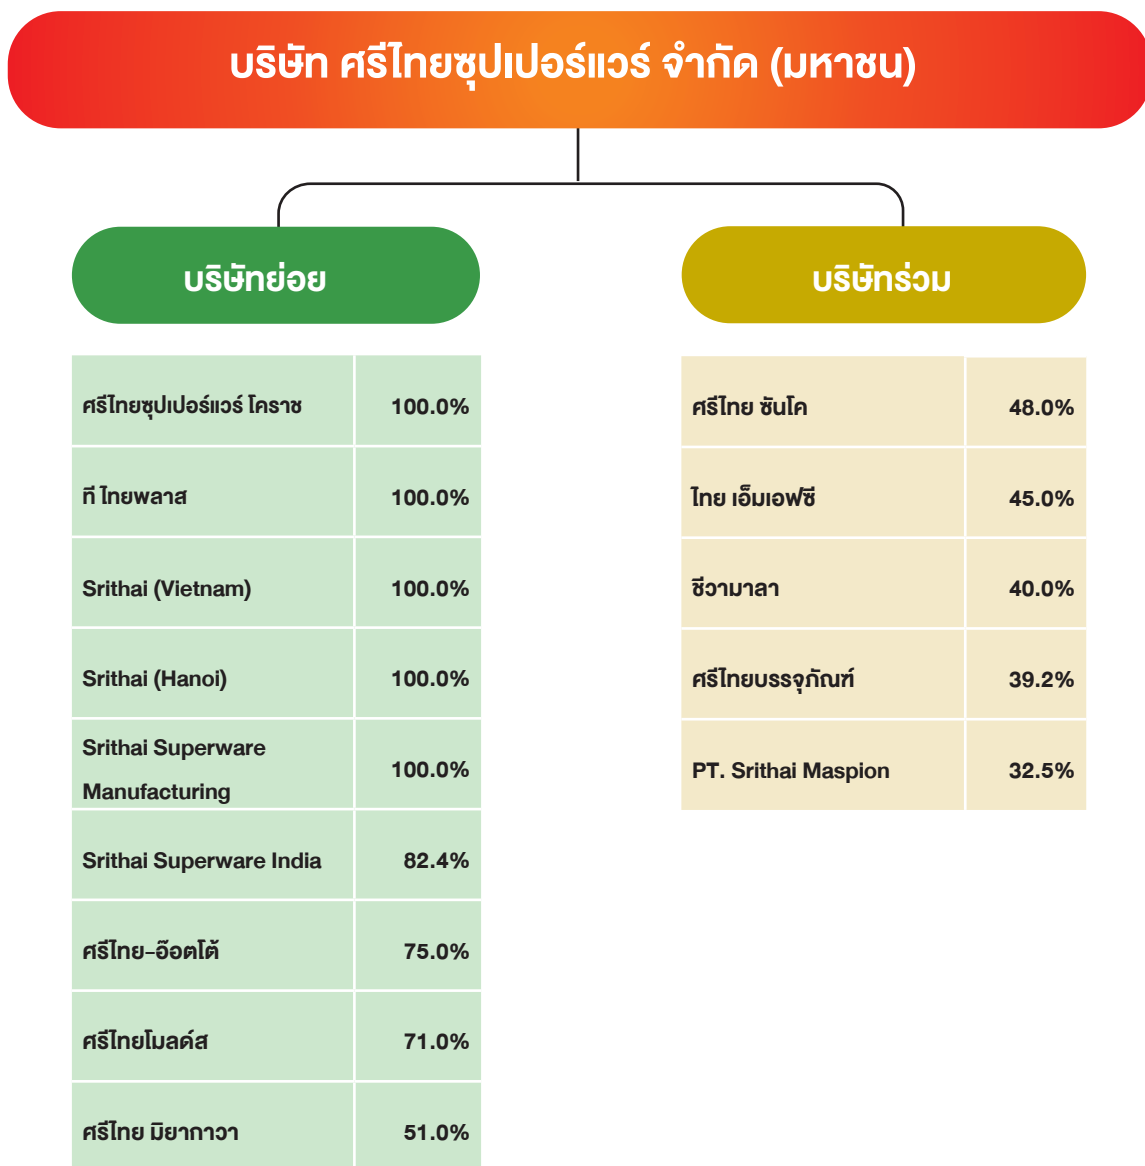 บริษัท ศรีไทยซุปเปอร์แวร์ จำกัด (มหาชน)
บริษัทย่อย
ศรีไทยซุปเปอร์แวร์ โคราช 100.0%
ที ไทยพลาส 100.0%
Srithai (Vietnam) 100.0%
Srithai (Hanoi) 100.0%
Srithai Superware
Manufacturing 100.0%
Srithai Superware India 82.4%
ศรีไทย-อ๊อตโต้ 75.0%
ศรีไทยโมลด์ส 71.0%
ศรีไทย มิยากาวา 51.0%
บริษัทร่วม
ศรีไทย ซันโค 48.0%
ไทย เอ็มเอฟซี 45.0%
ชีวามาลา 40.0%
ศรีไทยบรรจุภัณฑ์ 39.2%
PT. Srithai Maspion 32.5%